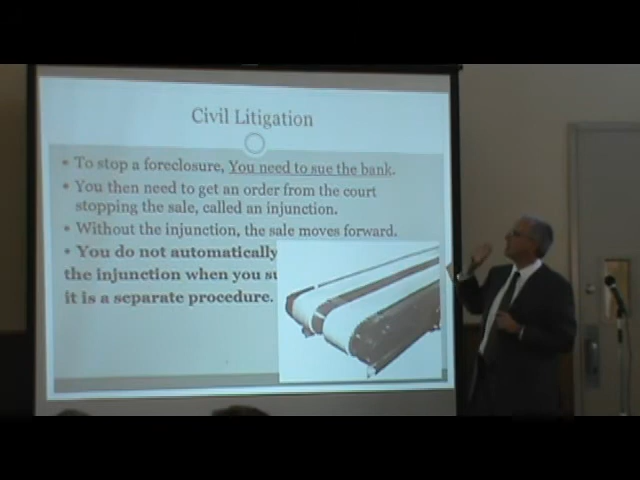 Civil Litigation
• To stop a foreclosure, You need to sue the bank.
• You then need to get an order from the court
stopping the sale, called an injunction.
• Without the injunction, the sale moves forward.
• You do not automatically
the injunction when you su
it is a separate procedure.